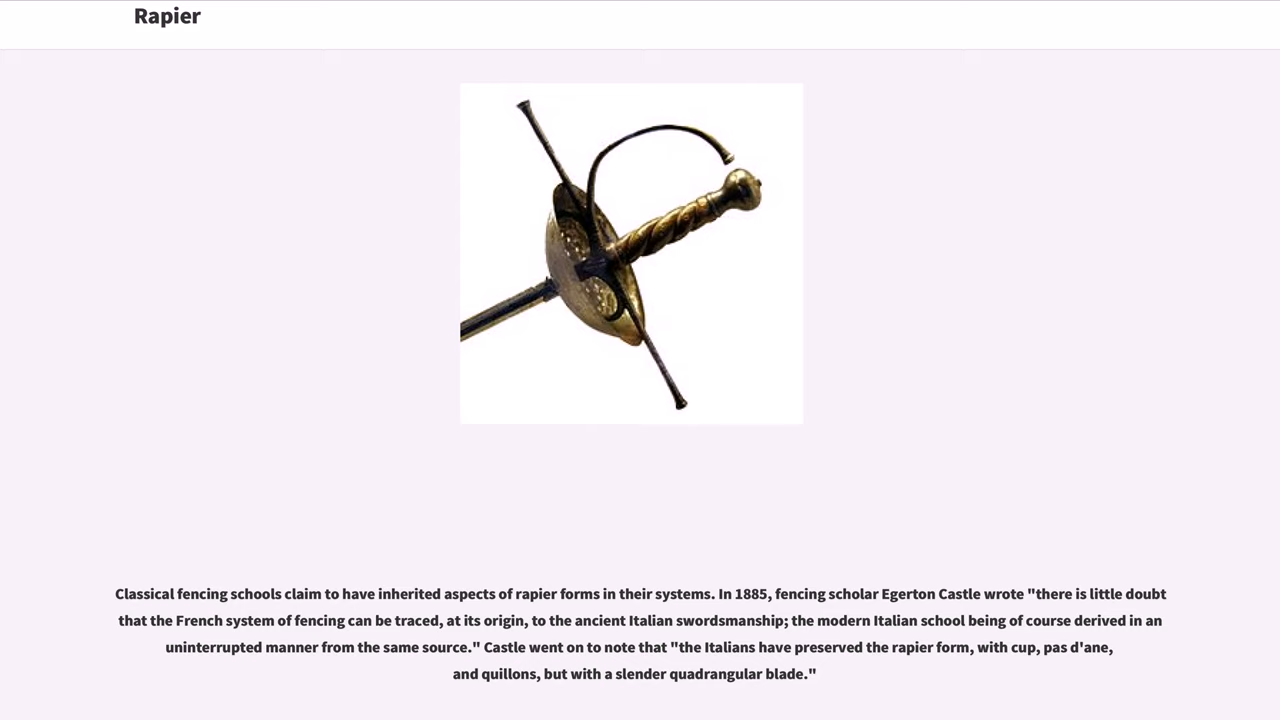 Rapier
Classical fencing schools claim to have inherited aspects of rapier forms in their systems. In 1885, fencing scholar Egerton Castle wrote "there is little doubt
that the French system of fencing can be traced, at its origin, to the ancient Italian swordsmanship; the modern Italian school being of course derived in an
uninterrupted manner from the same source." Castle went on to note that "the Italians have preserved the rapier form, with cup, pas d'ane,
and quillons, but with a slender quadrangular blade."